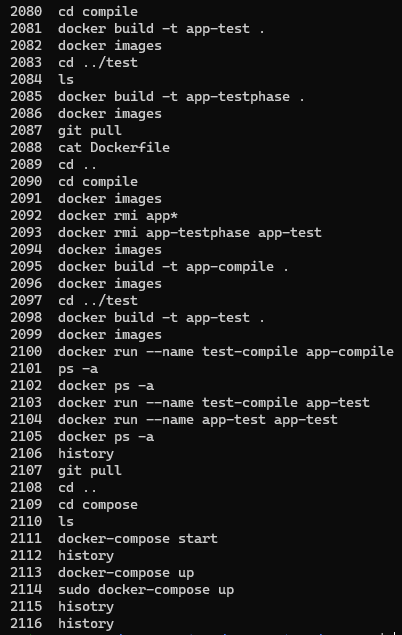 2080 cd compile
2081 docker build -t app-test .
2082 docker images
2083 cd ../test
2084 ls
2085 docker build -t app-testphase .
2086 docker images
2087 git pull
2088 cat Dockerfile
2089 cd ..
2090 cd compile
2091 docker images
2092 docker rmi app*
2093 docker rmi app-testphase app-test
2094 docker images
2095 docker build -t app-compile .
2096 docker images
2097 cd ../test
2098 docker build -t app-test .
2099 docker images
2100 docker run --name test-compile app-compile
2101 ps -a
2102 docker ps -a
2103 docker run --name test-compile app-test
2104 docker run --name app-test app-test
2105 docker ps -a
2106 history
2107 git pull
2108 cd ..
2109 cd compose
2110 ls
2111 docker-compose start
2112 history
2113 docker-compose up
2114 sudo docker-compose up
2115 hisotry
2116 history